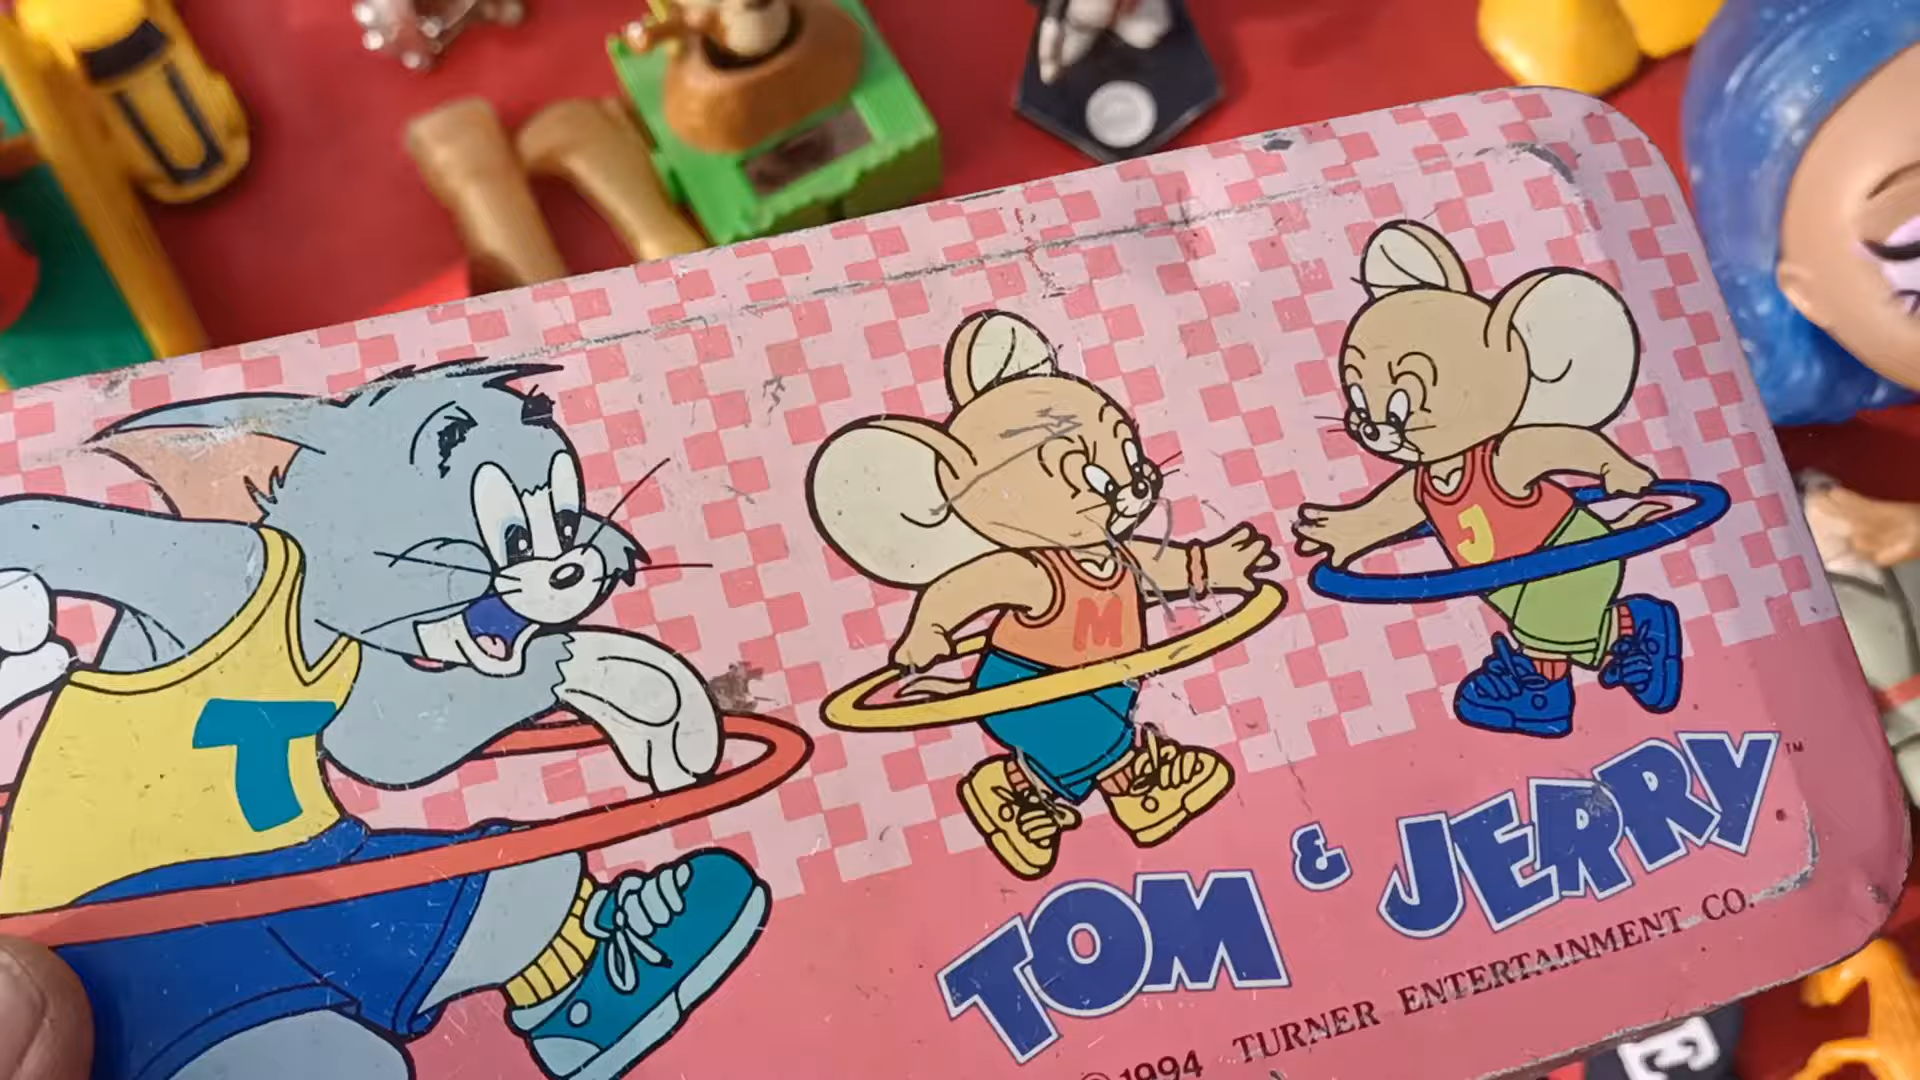 T
M
J
TOM & JERRY™
©1994 TURNER ENTERTAINMENT CO.